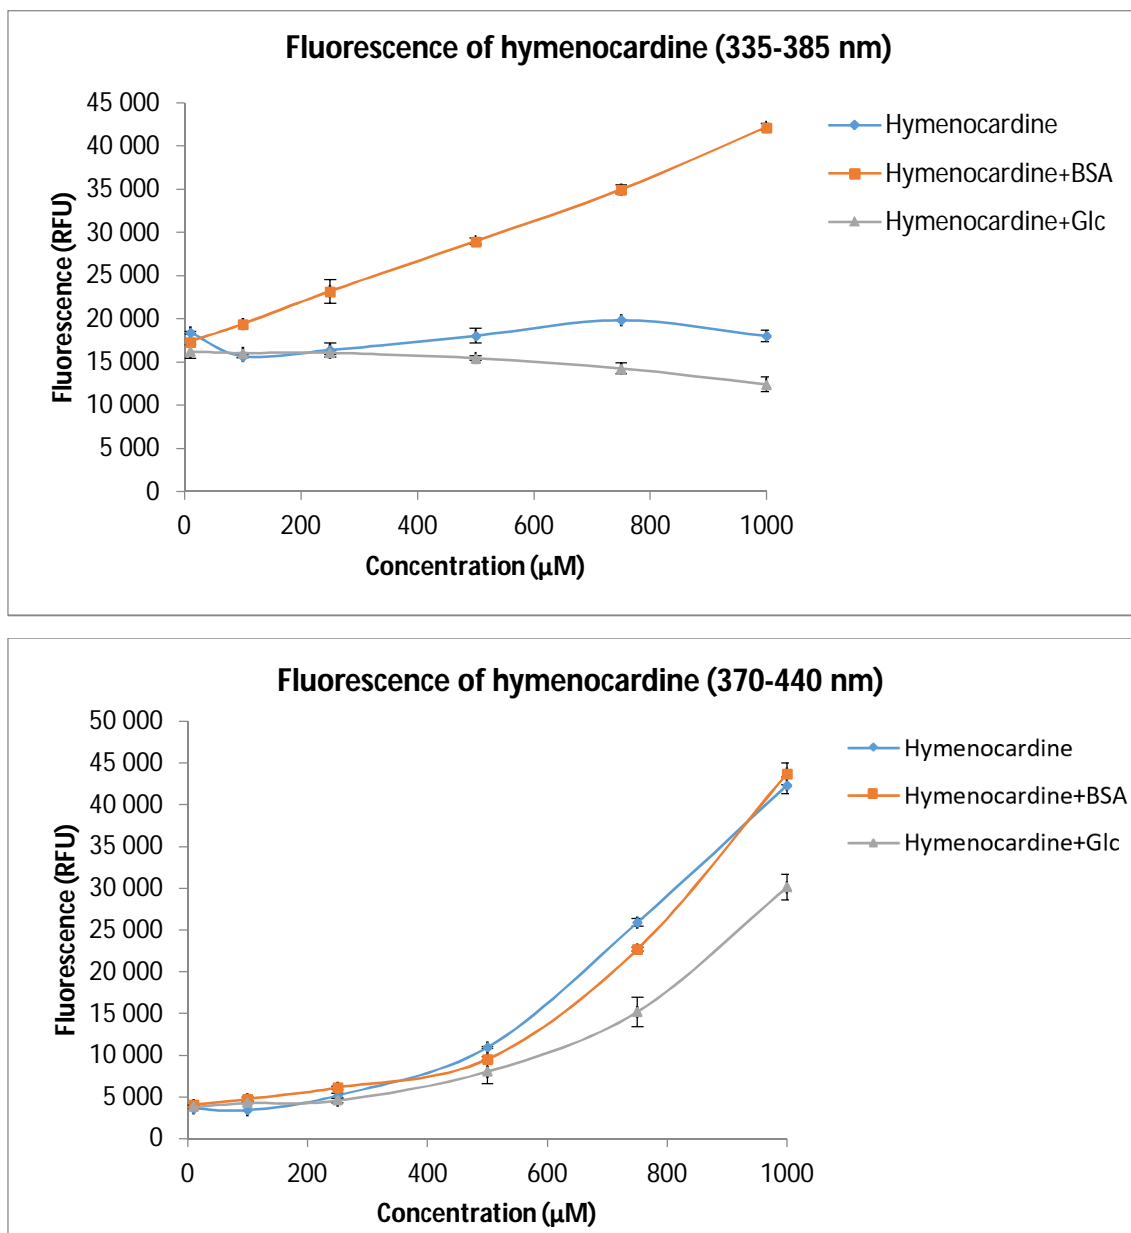 Fluorescence of hymenocardine (335-385 nm)
45 000
40 000
35 000
30 000
25 000
20 000
15 000
10 000
5 000
0
Fluorescence (RFU)
0 200 400 600 800 1000
Concentration (µM)
Hymenocardine
Hymenocardine+BSA
Hymenocardine+Glc
Fluorescence of hymenocardine (370-440 nm)
50 000
45 000
40 000
35 000
30 000
25 000
20 000
15 000
10 000
5 000
0
Fluorescence (RFU)
0 200 400 600 800 1000
Concentration (µM)
Hymenocardine
Hymenocardine+BSA
Hymenocardine+Glc